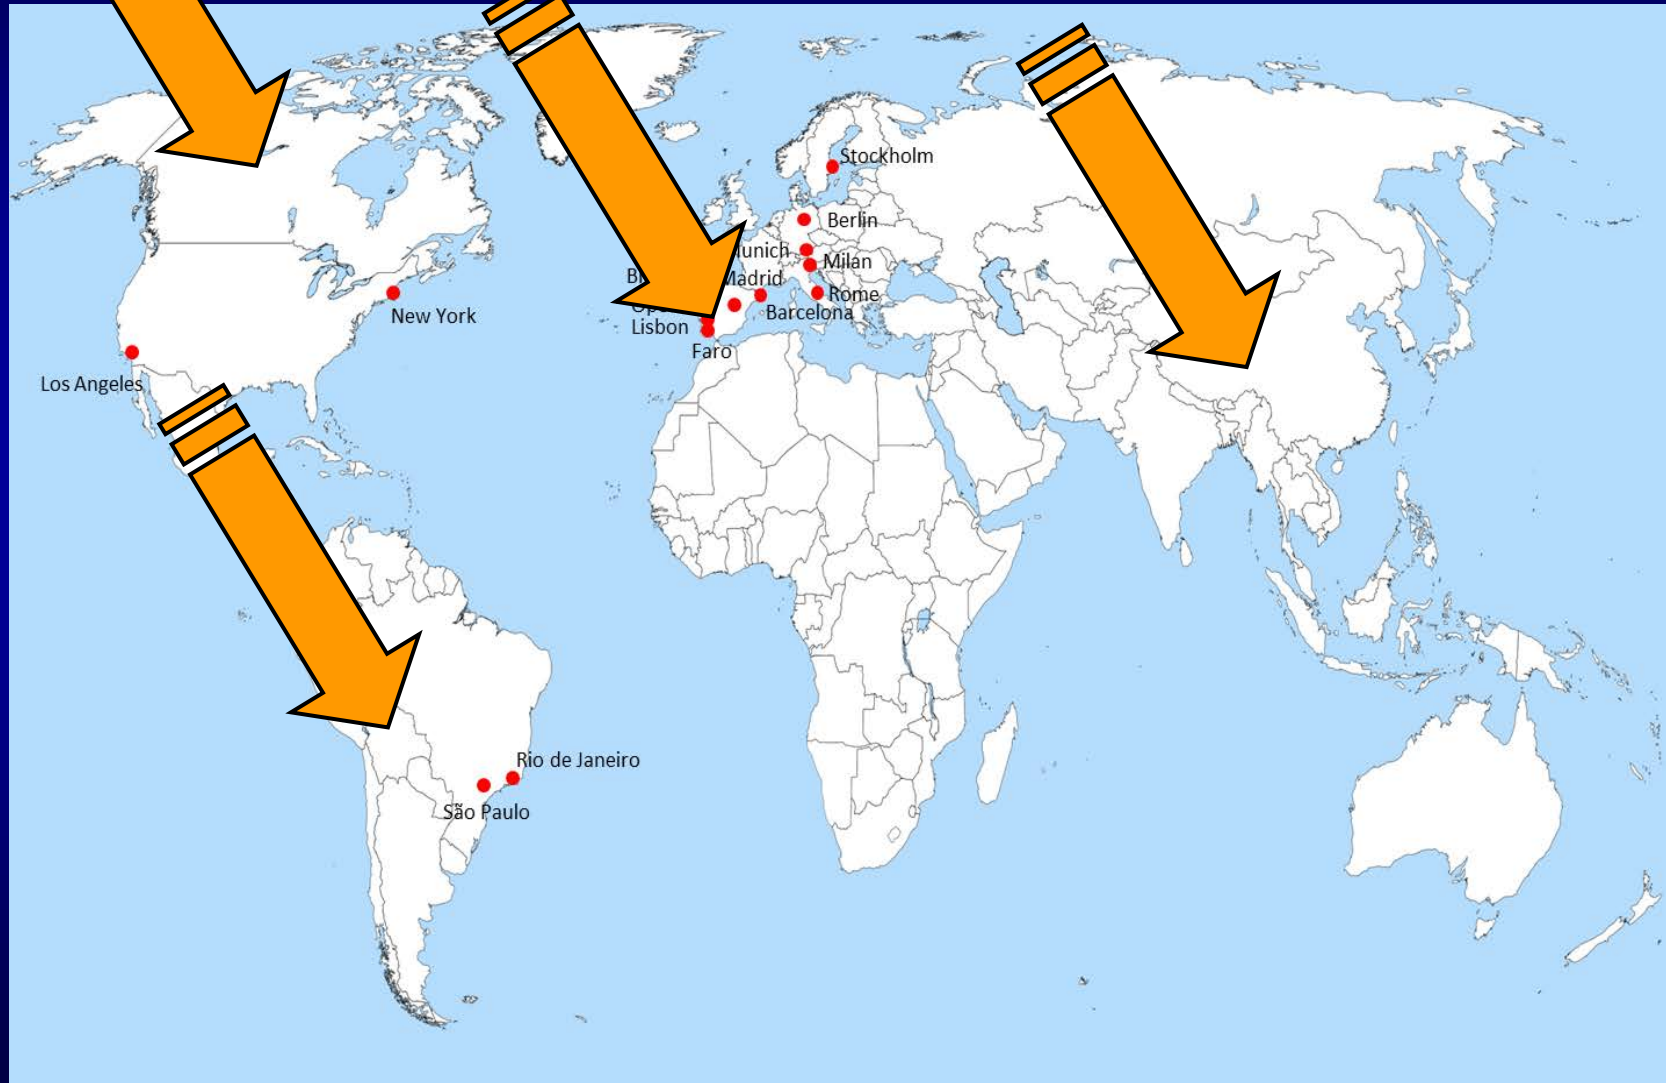 Stockholm
Berlin
Milan
Madrid
Rome
Barcelona
Lisbon
Faro
New York
Los Angeles
Rio de Janeiro
São Paulo